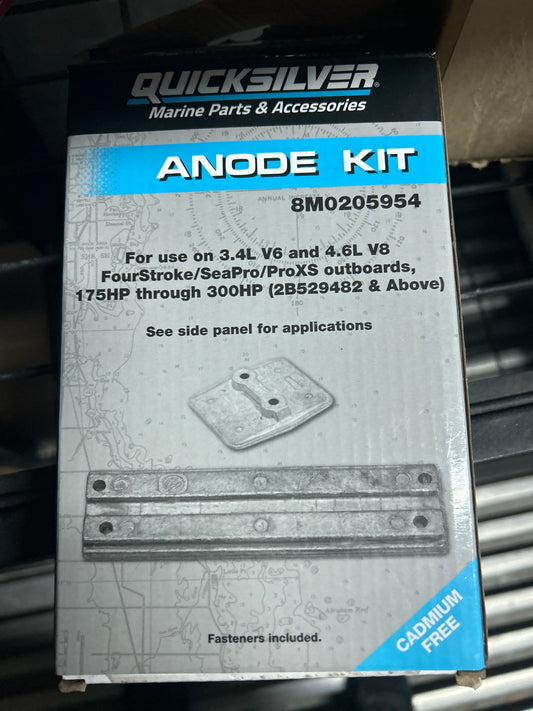 QUICKSILVER®
Marine Parts & Accessories
ANODE KIT
8M0205954
For use on 3.4L V6 and 4.6L V8
FourStroke/SeaPro/ProXS outboards,
175HP through 300HP (2B529482 & Above)
See side panel for applications
Fasteners included.
CADMIUM
FREE